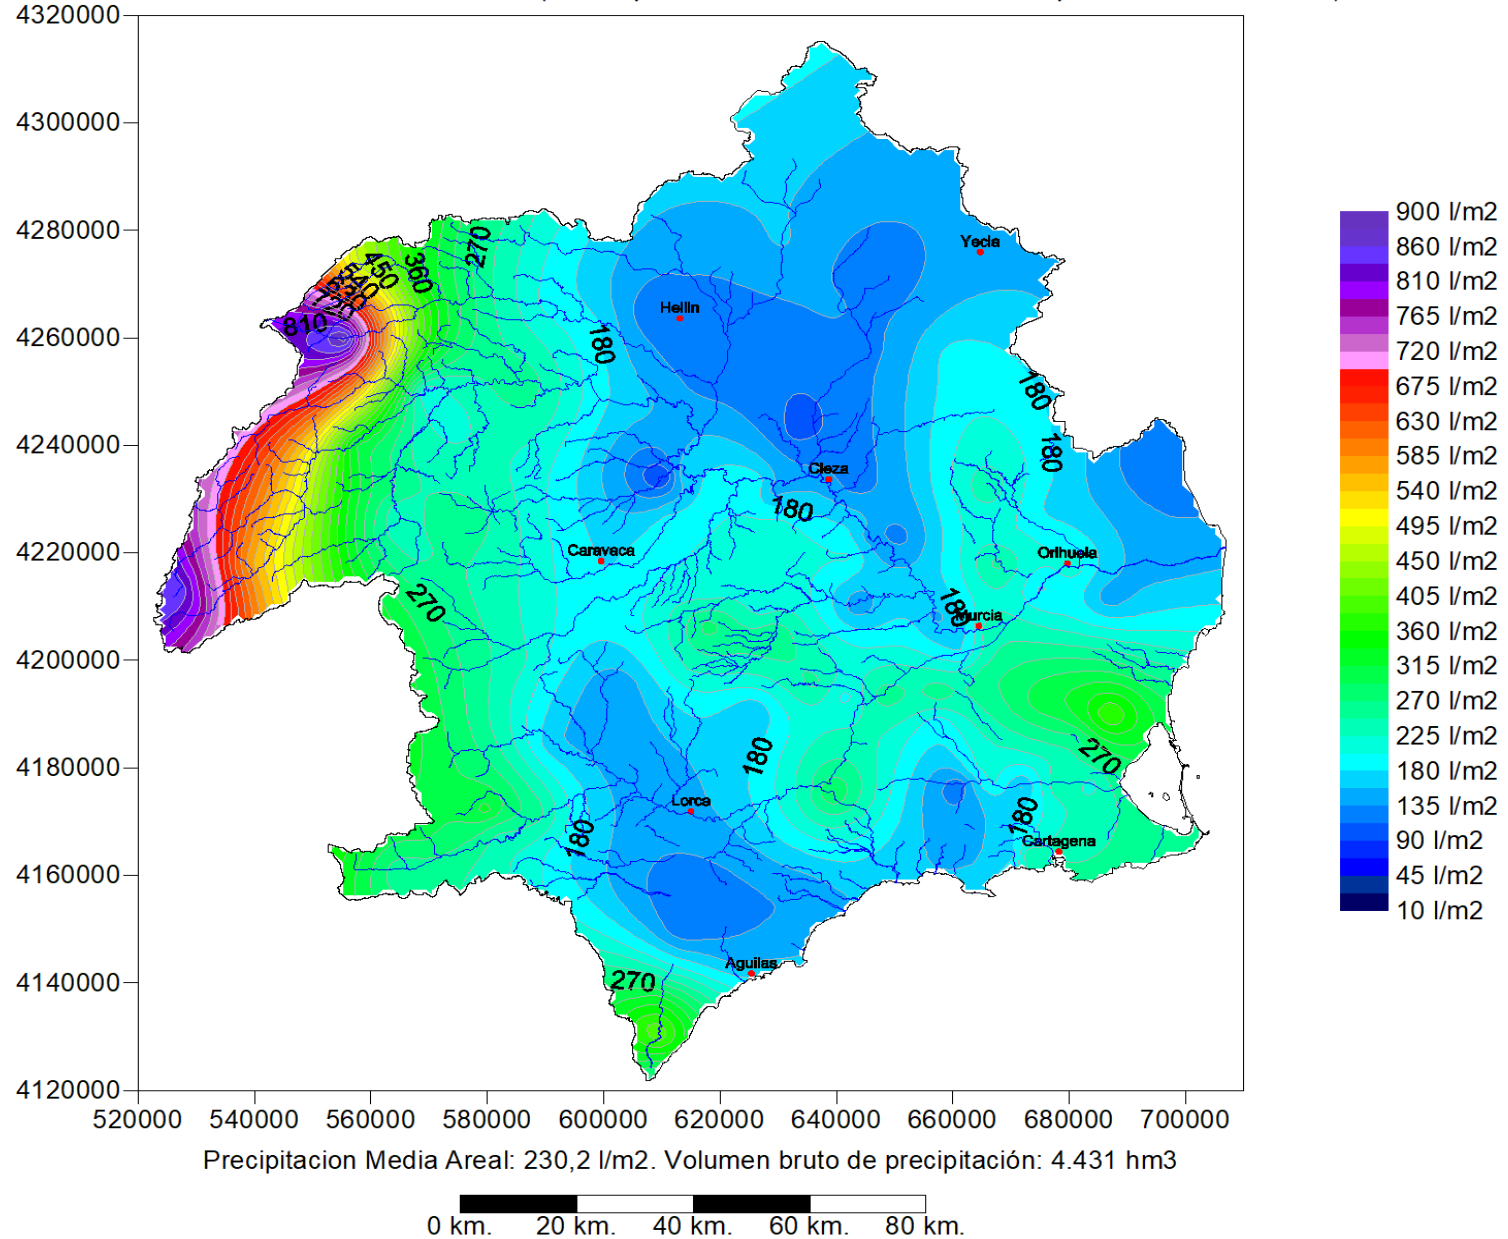 4320000
4300000
4280000
4260000
4240000
4220000
4200000
4180000
4160000
4140000
4120000
520000 540000 560000 580000 600000 620000 640000 660000 680000 700000
270
360
450
540
810
180
180
180
180
180
270
180
180
270
180
180
270
Yecla
Hellin
Cieza
Caravaca
Orihuela
Murcia
Lorca
Cartagena
Aguilas
900 l/m2
860 l/m2
810 l/m2
765 l/m2
720 l/m2
675 l/m2
630 l/m2
585 l/m2
540 l/m2
495 l/m2
450 l/m2
405 l/m2
360 l/m2
315 l/m2
270 l/m2
225 l/m2
180 l/m2
135 l/m2
90 l/m2
45 l/m2
10 l/m2
Precipitacion Media Areal: 230,2 l/m2. Volumen bruto de precipitación: 4.431 hm3
0 km. 20 km. 40 km. 60 km. 80 km.